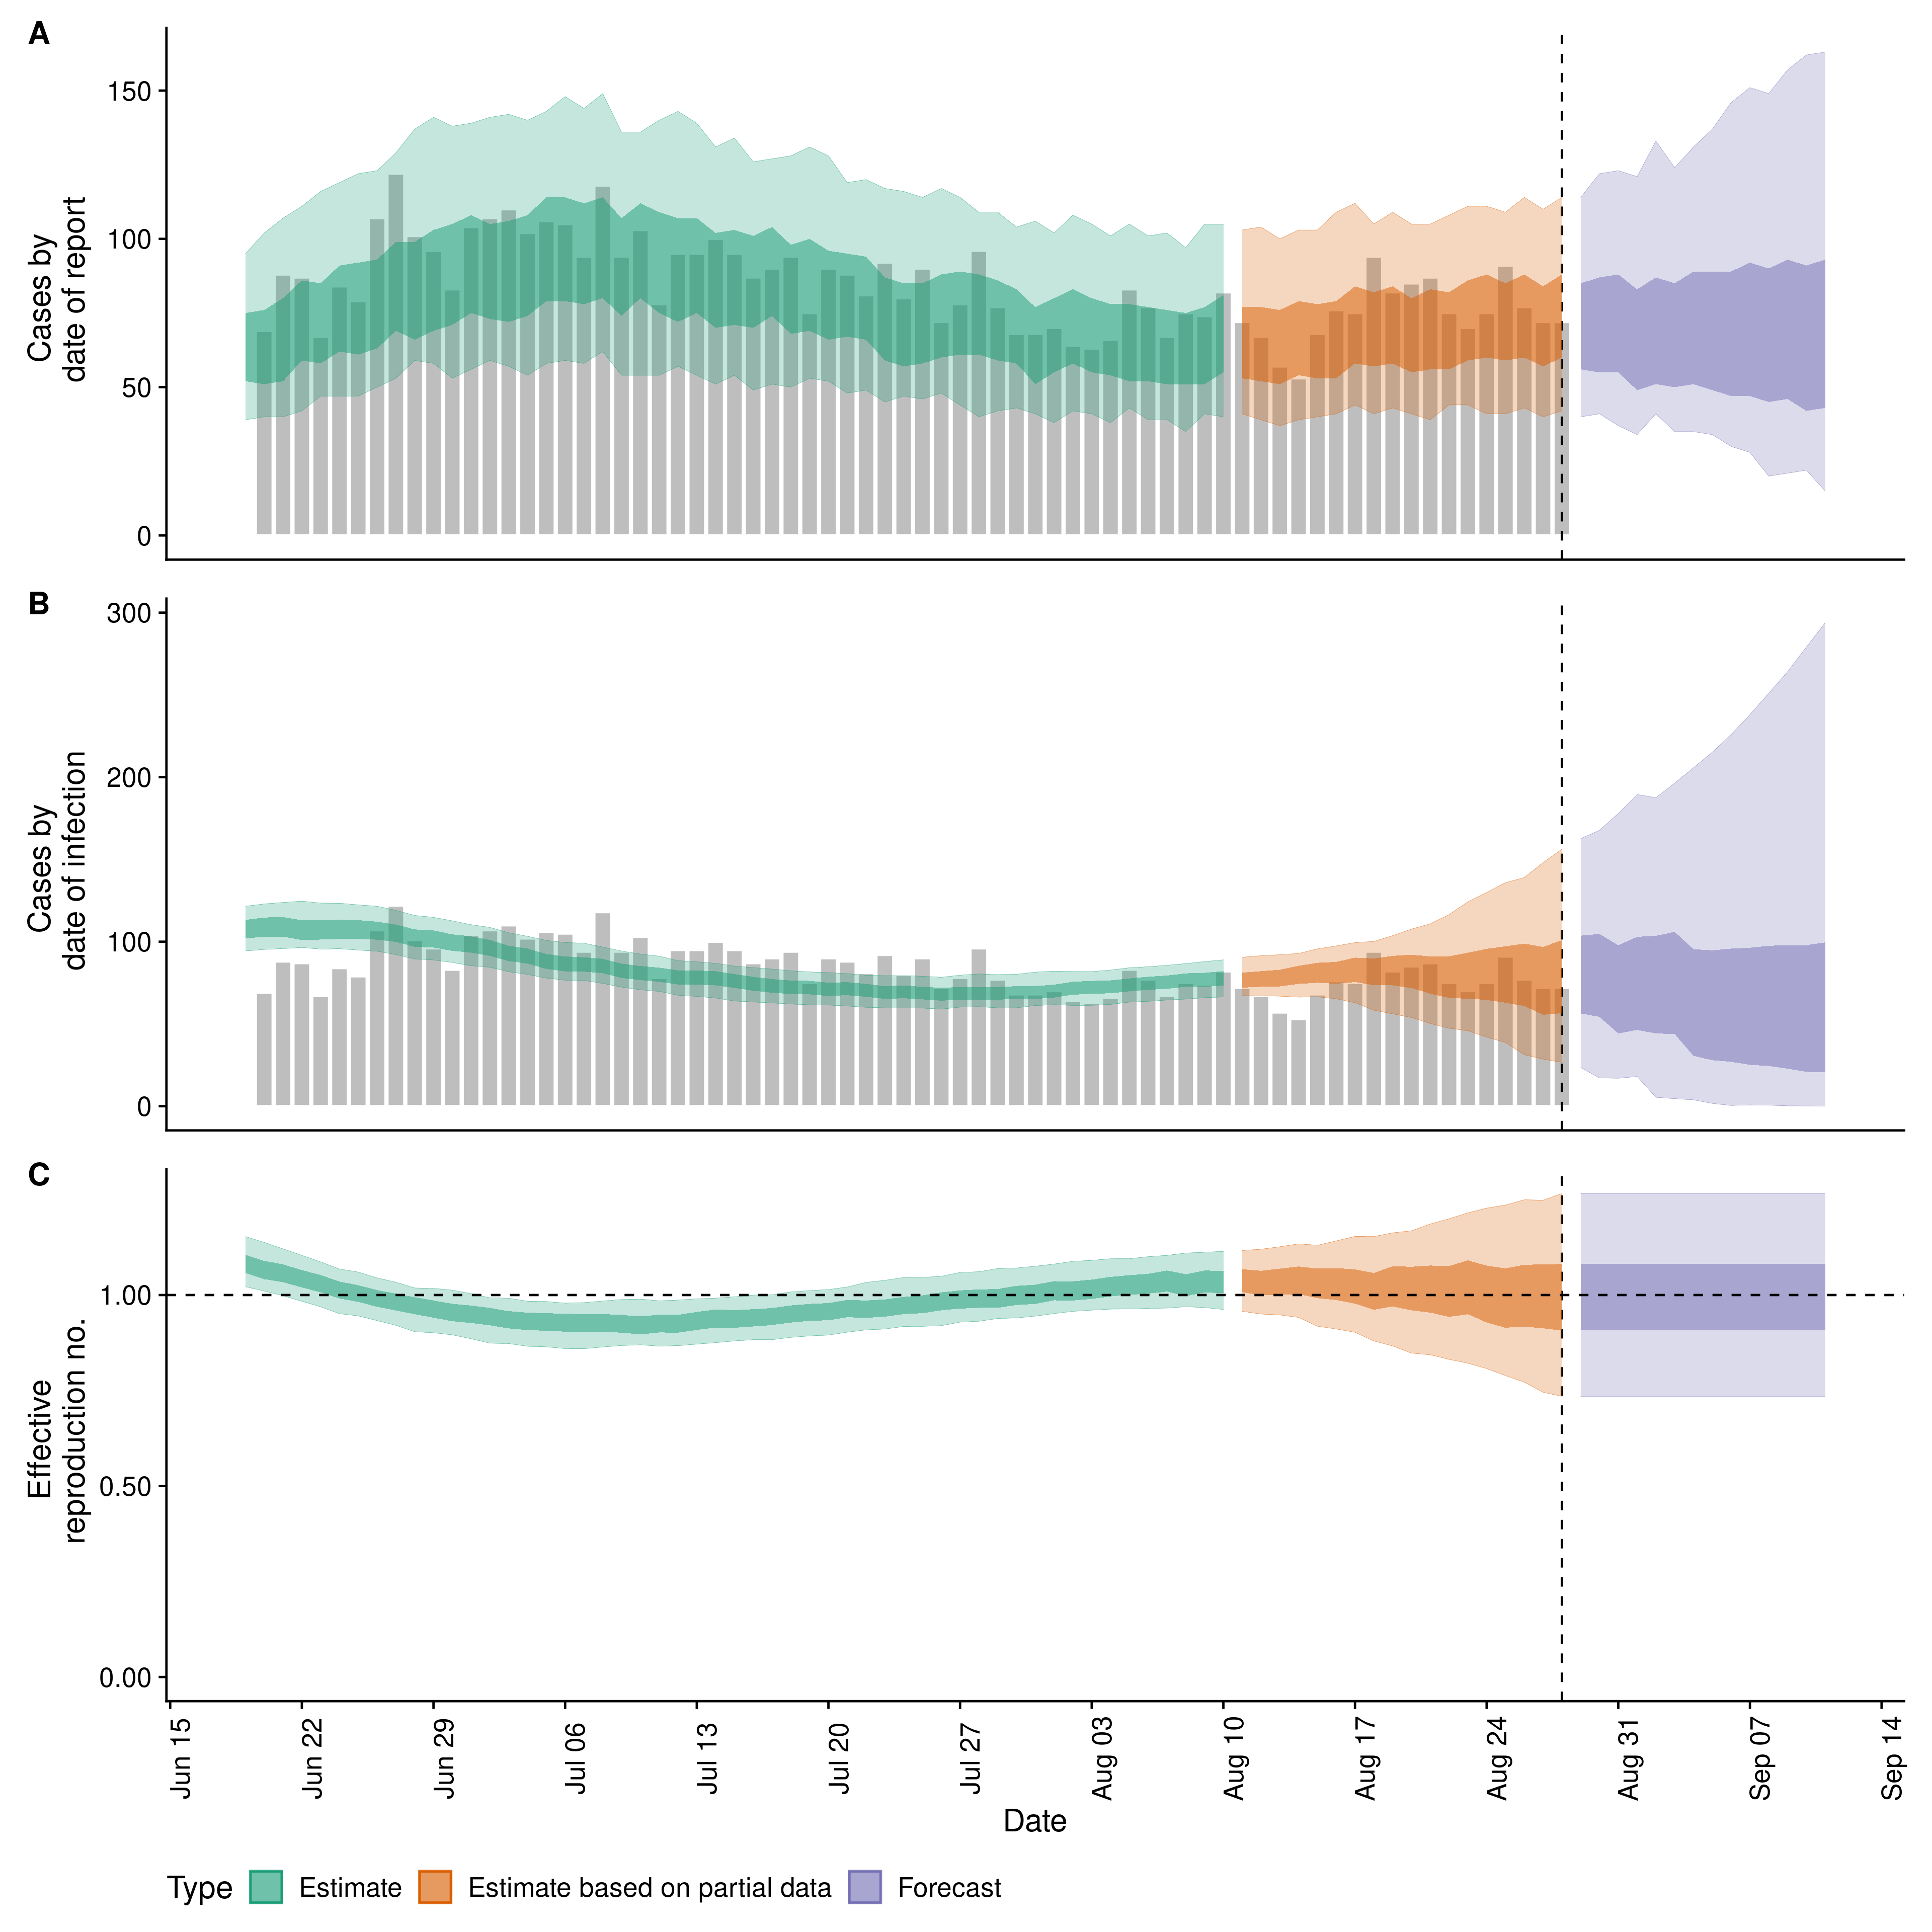 A
150
100
50
0
Cases by
date of report
B
300
200
100
0
Cases by
date of infection
C
1.00
0.50
0.00
Effective
reproduction no.
Jun 15
Jun 22
Jun 29
Jul 06
Jul 13
Jul 20
Jul 27
Aug 03
Aug 10
Aug 17
Aug 24
Aug 31
Sep 07
Sep 14
Date
Type Estimate Estimate based on partial data Forecast